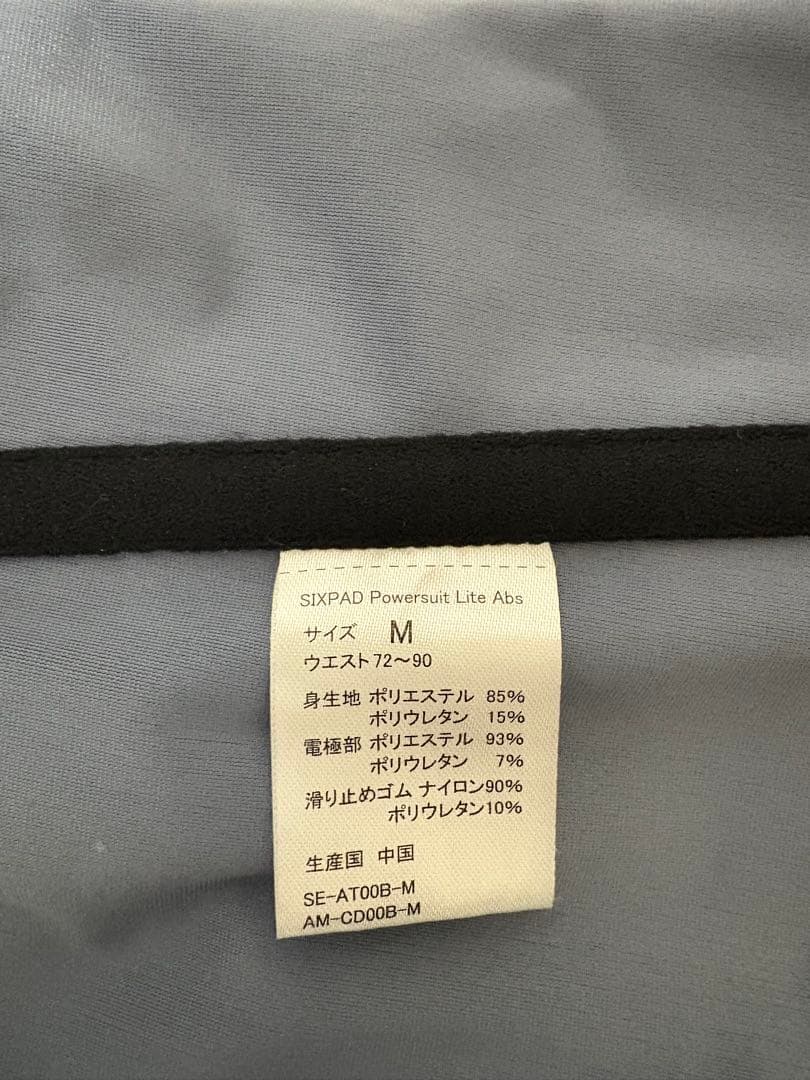 SIXPAD Powersuit Lite Abs
サイズ M
ウエスト72～90
身生地 ポリエステル 85%
ポリウレタン 15%
電極部 ポリエステル 93%
ポリウレタン 7%
滑り止めゴム ナイロン90%
ポリウレタン10%
生産国 中国
SE-AT00B-M
AM-CD00B-M